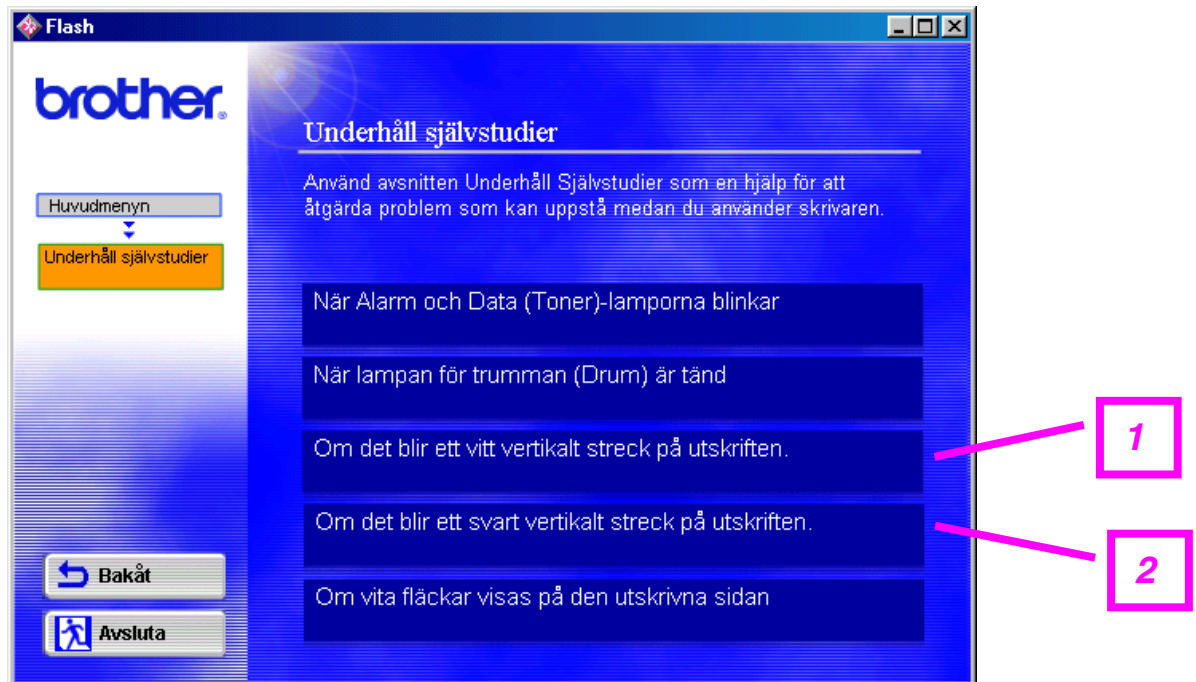 Flash
brother.
Huvudmenyn
Underhåll självstudier
Bakåt
Avsluta
Underhåll självstudier
Använd avsnitten Underhåll Självstudier som en hjälp för att
åtgärda problem som kan uppstå medan du använder skrivaren.
När Alarm och Data (Toner)-lamporna blinkar
När lampan för trumman (Drum) är tänd
Om det blir ett vitt vertikalt streck på utskriften.
Om det blir ett svart vertikalt streck på utskriften.
Om vita fläckar visas på den utskrivna sidan
1
2